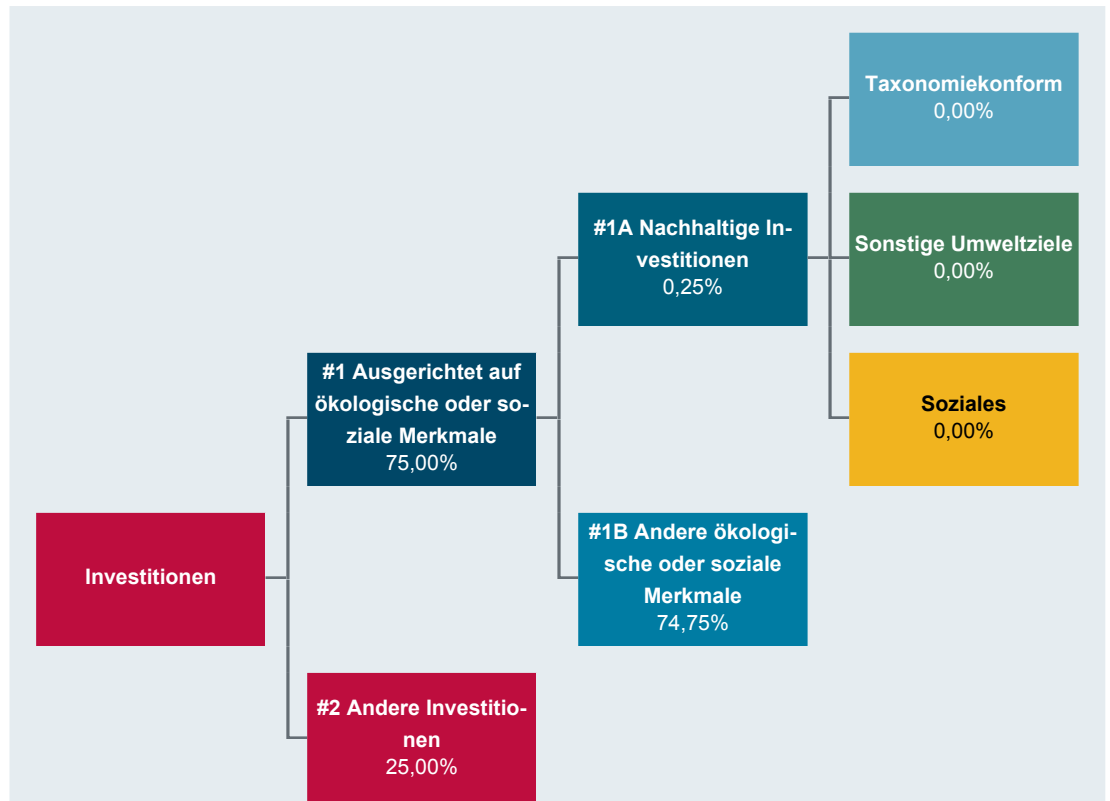 Taxonomiekonform
0,00%
#1A Nachhaltige In-
vestitionen
0,25%
Sonstige Umweltziele
0,00%
#1 Ausgerichtet auf
ökologische oder so-
ziale Merkmale
75,00%
Soziales
0,00%
Investitionen
#1B Andere ökologi-
sche oder soziale
Merkmale
74,75%
#2 Andere Investitio-
nen
25,00%